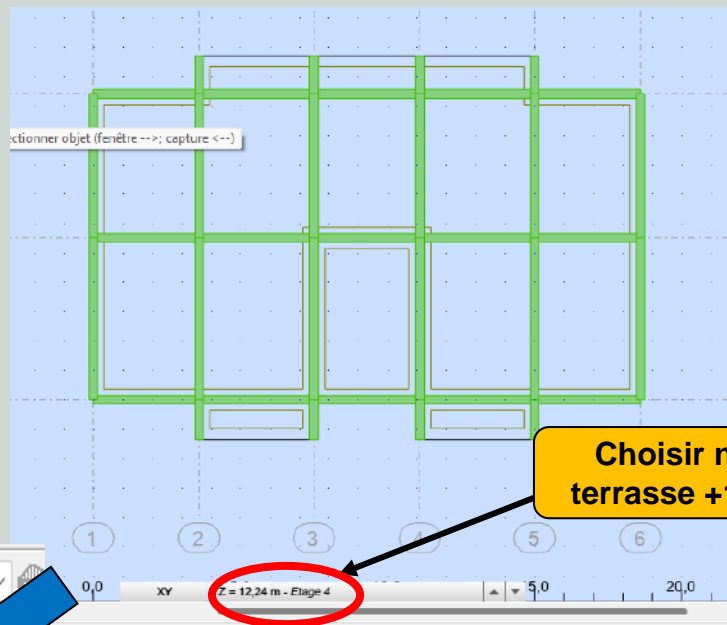 ctionner objet (fenêtre -->; capture <--)
Choisir n
terrasse +1
1 2 3 4 5 6
0,0 XY Z = 12,24 m - Etage 4 5,0 20,0